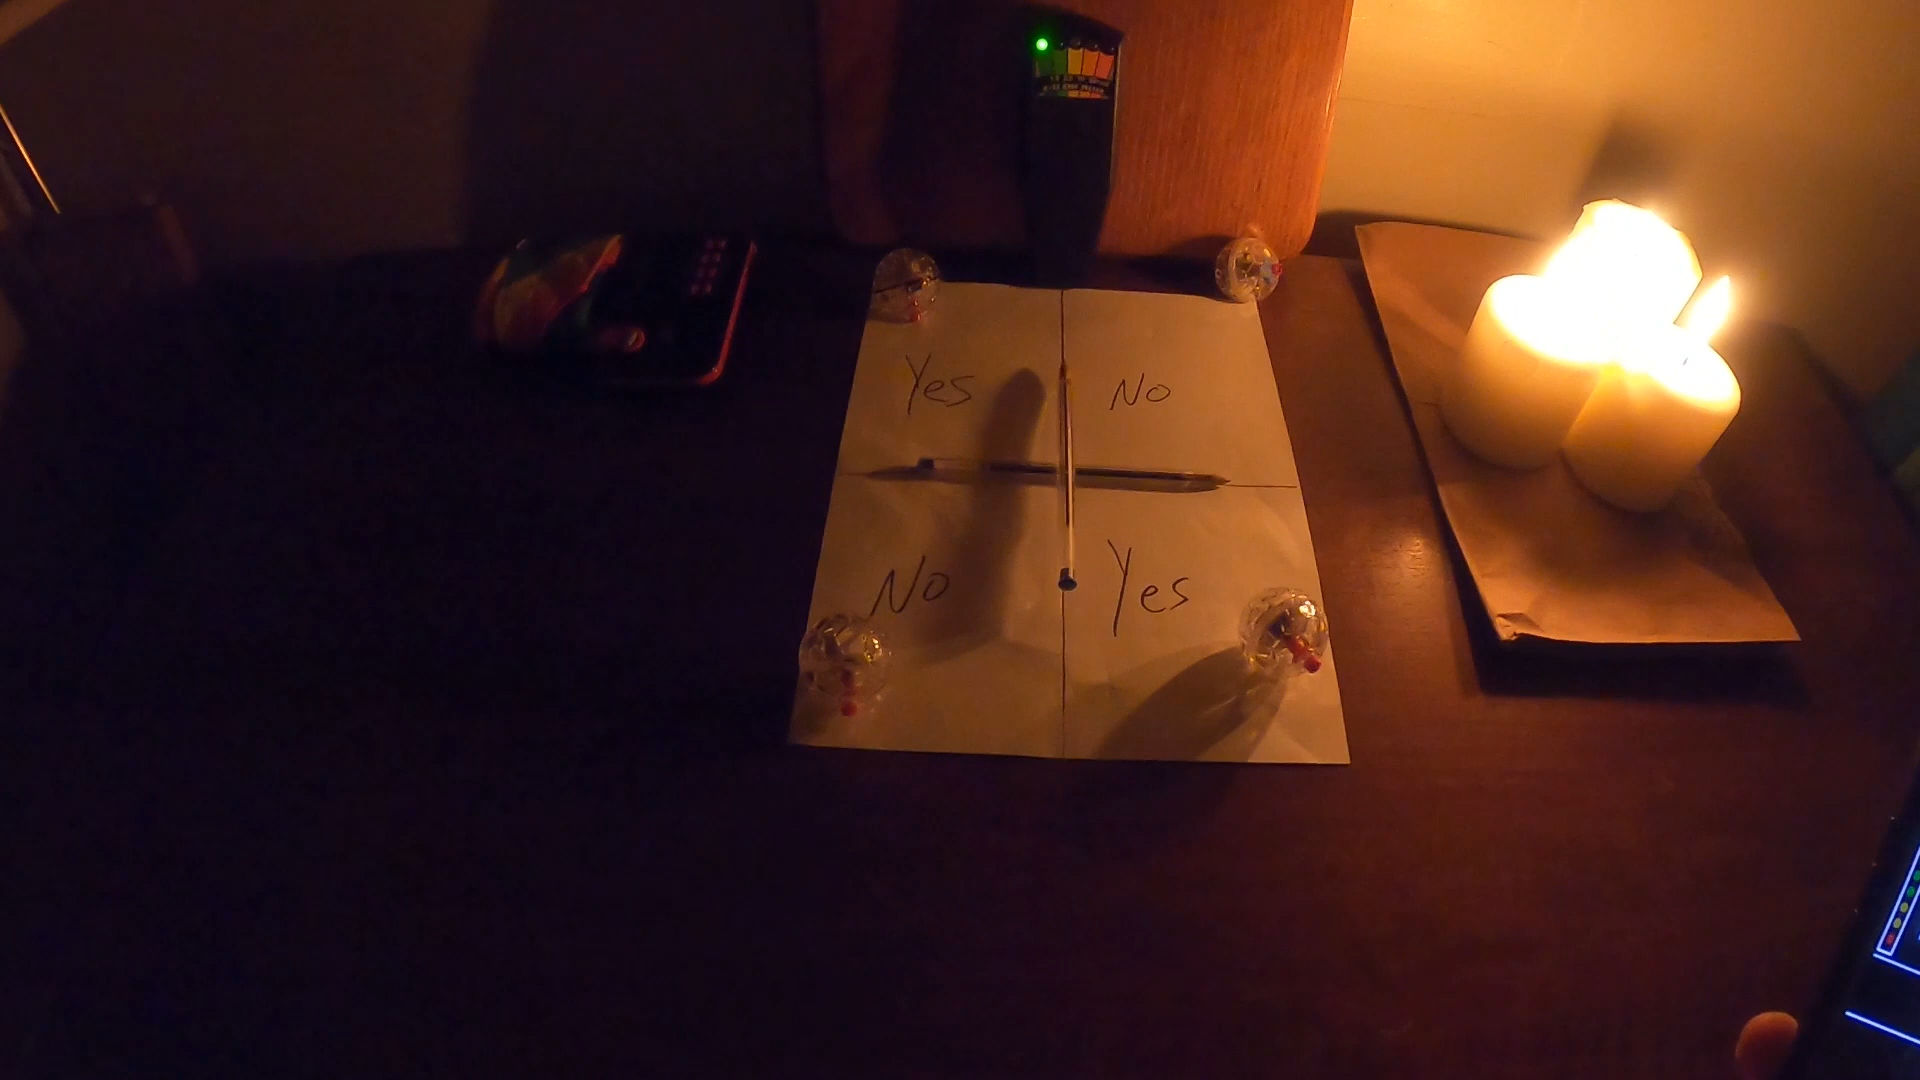 Yes No
No Yes